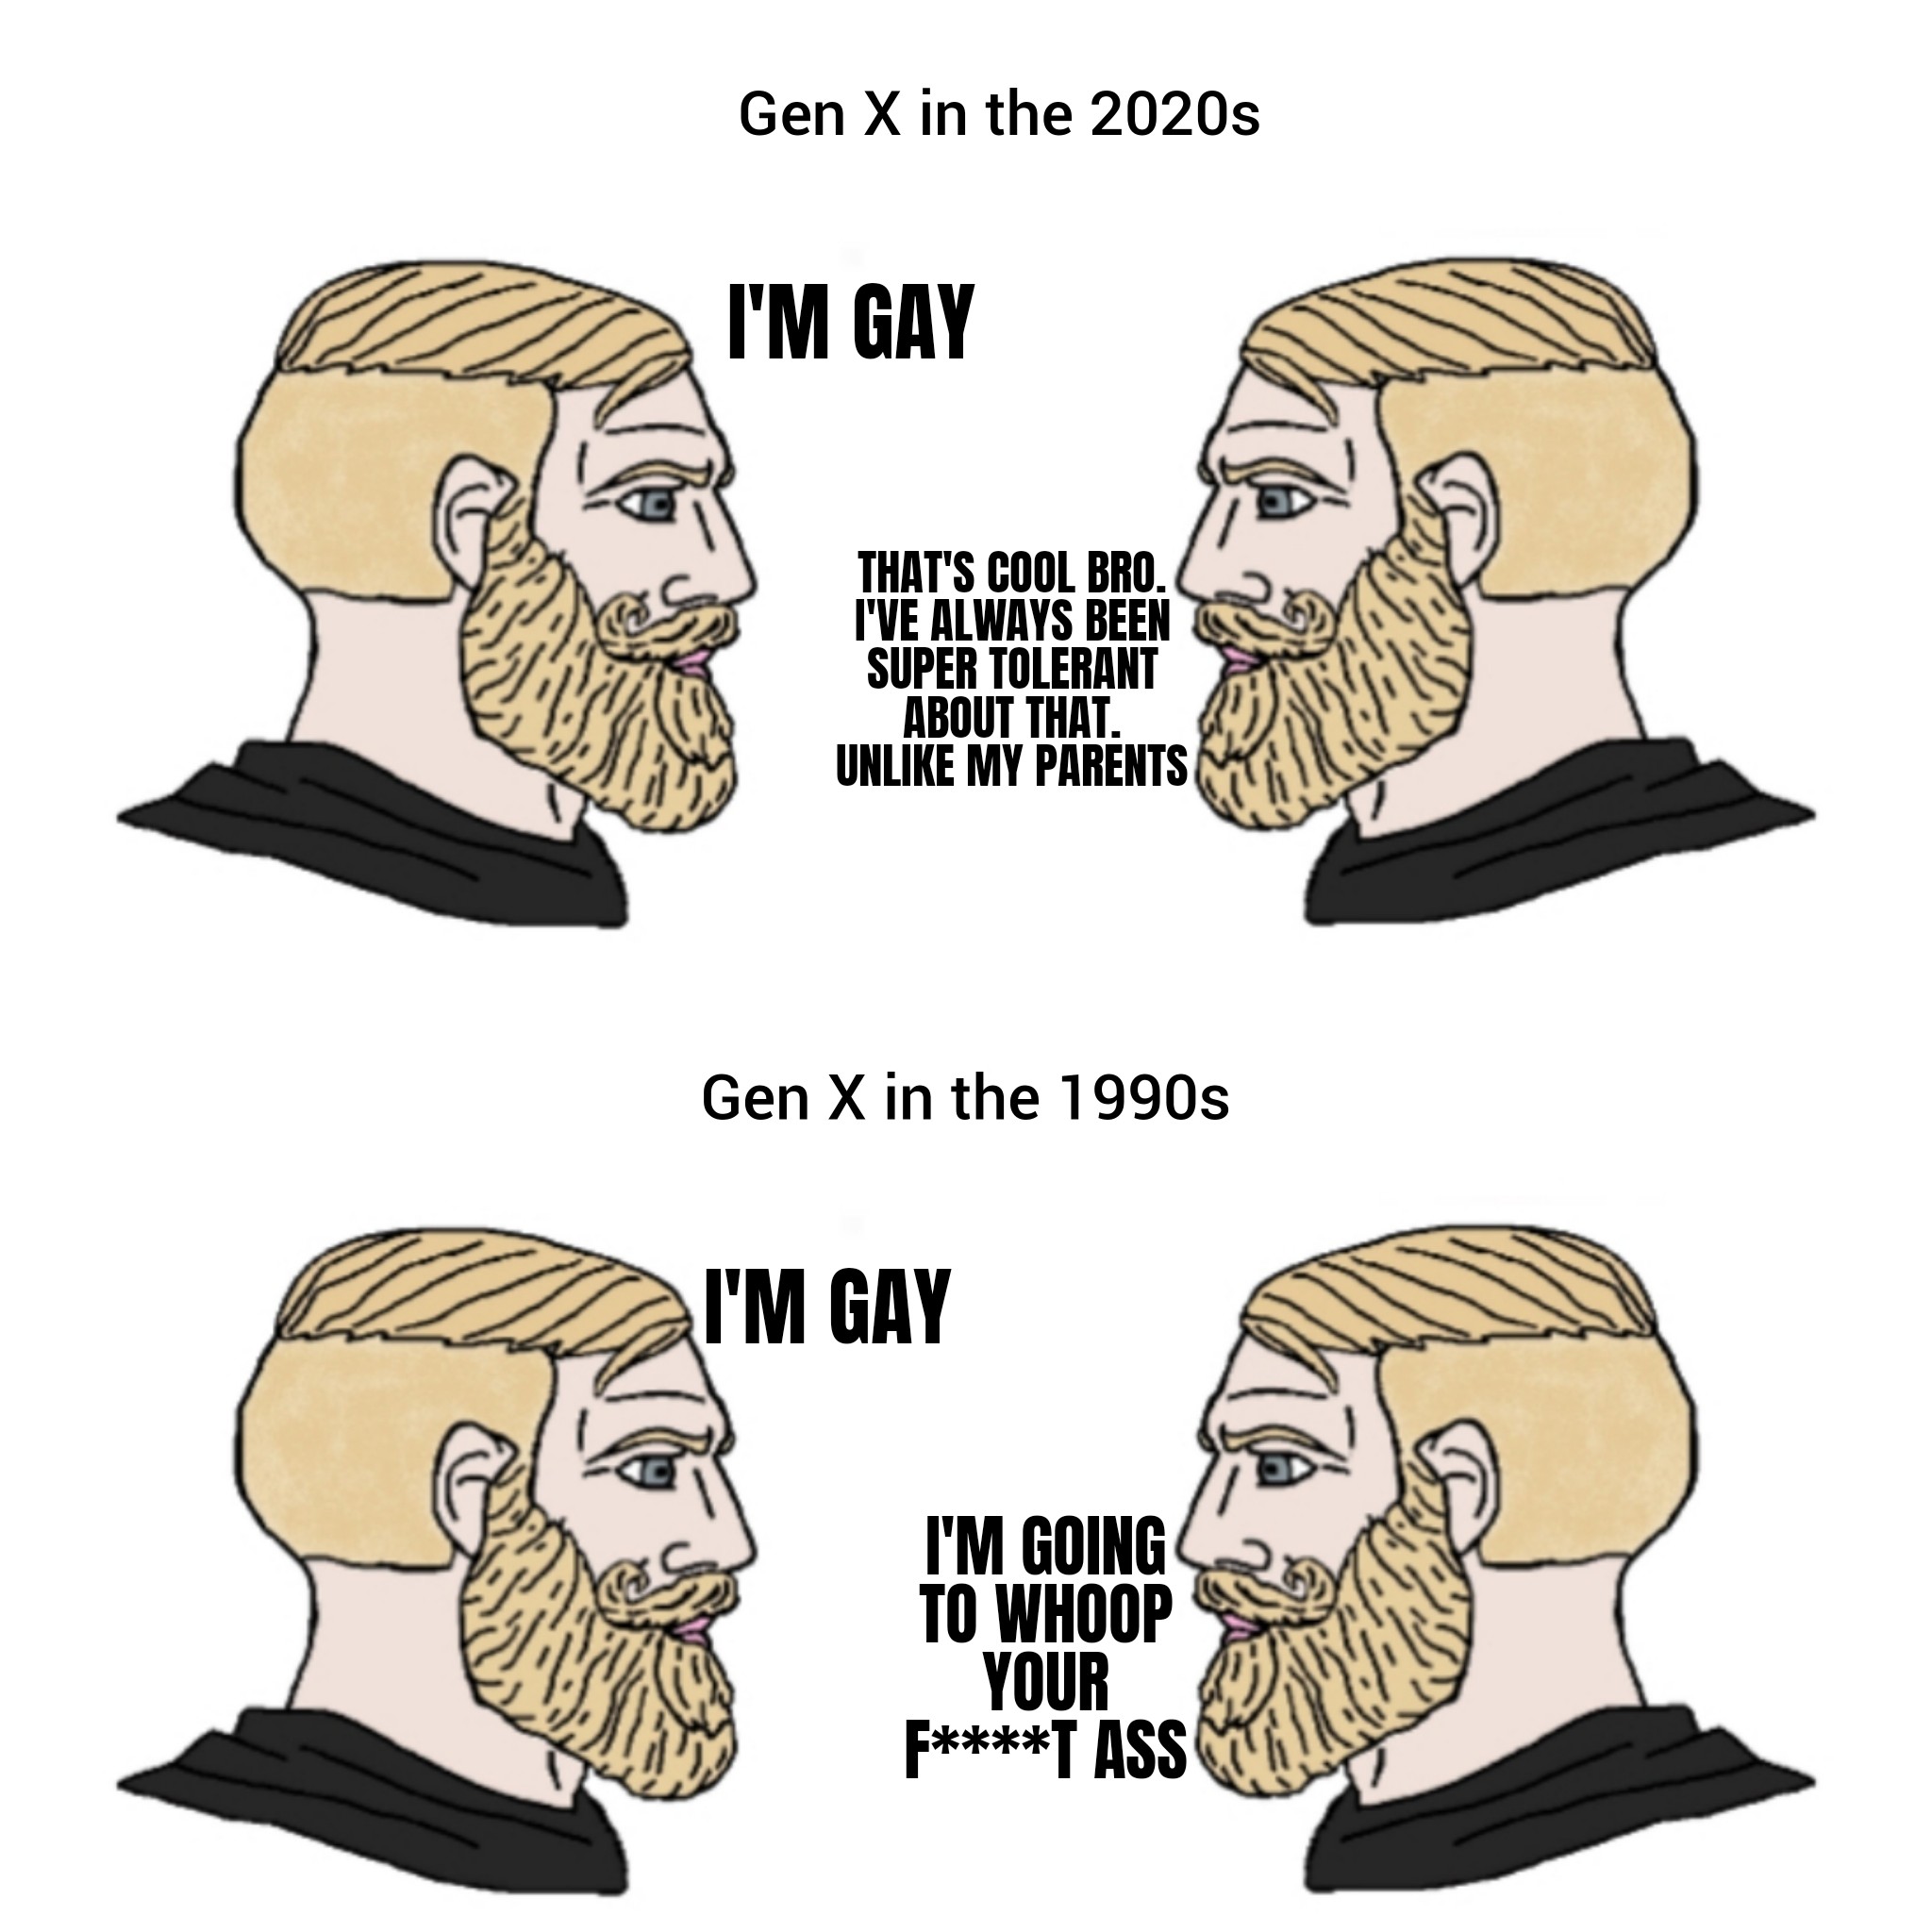 Gen X in the 2020s
I'M GAY
THAT'S COOL BRO.
I'VE ALWAYS BEEN
SUPER TOLERANT
ABOUT THAT.
UNLIKE MY PARENTS
Gen X in the 1990s
I'M GAY
I'M GOING
TO WHOOP
YOUR
F****T ASS